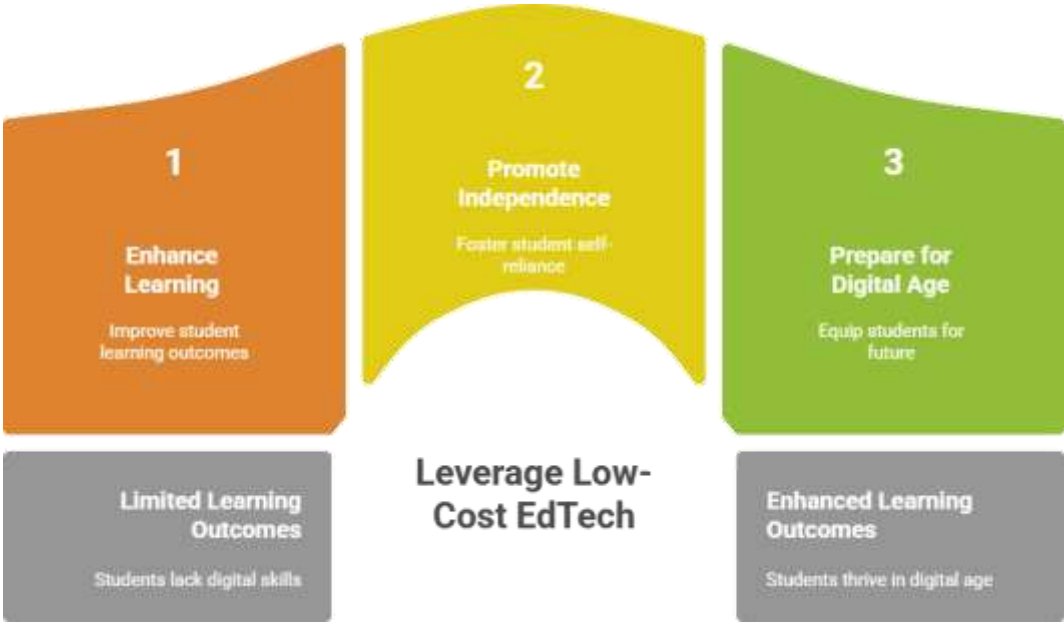 1
Enhance
Learning
Improve student
learning outcomes
2
Promote
Independence
Foster student self-
reliance
3
Prepare for
Digital Age
Equip students for
future
Limited Learning
Outcomes
Students lack digital skills
Leverage Low-
Cost EdTech
Enhanced Learning
Outcomes
Students thrive in digital age